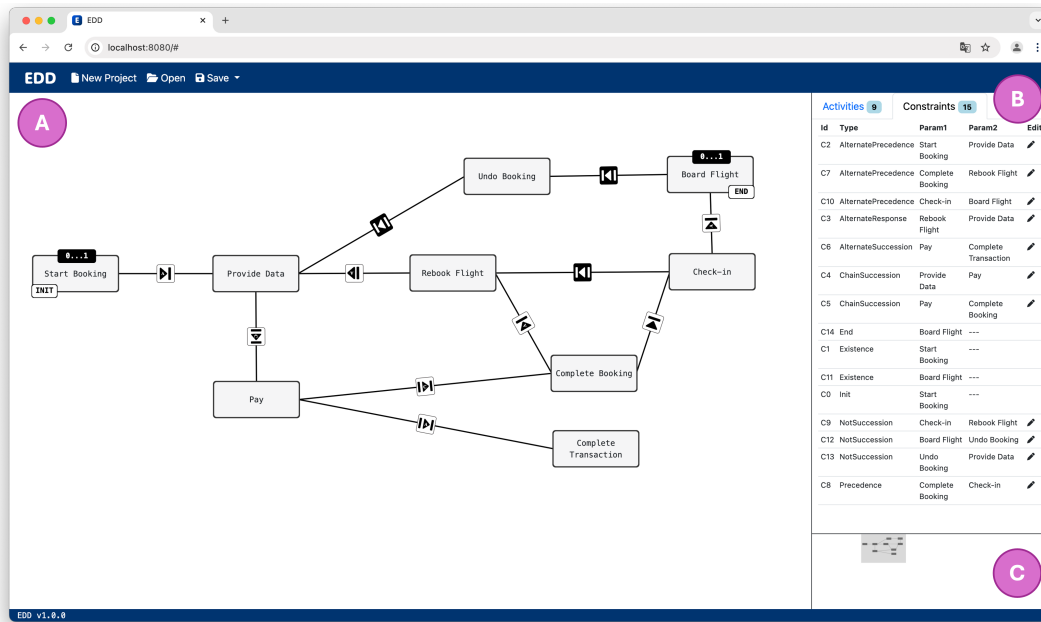 E EDD × +
localhost:8080/#
EDD New Project Open Save
A
B
Activities 9 Constraints 15
Id Type Param1 Param2 Edit
C2 AlternatePrecedence Start Booking Provide Data
C7 AlternatePrecedence Complete Booking Rebook Flight
C10 AlternatePrecedence Check-in Board Flight
C3 AlternateResponse Rebook Flight Provide Data
C6 AlternateSuccession Pay Complete Transaction
C4 ChainSuccession Provide Data Pay
C5 ChainSuccession Pay Complete Booking
C14 End Board Flight ---
C1 Existence Start Booking ---
C11 Existence Board Flight ---
C0 Init Start Booking ---
C9 NotSuccession Check-in Rebook Flight
C12 NotSuccession Board Flight Undo Booking
C13 NotSuccession Undo Booking Provide Data
C8 Precedence Complete Booking Check-in
0...1
Undo Booking
Board Flight
END
0...1
Start Booking
INIT
Provide Data
Rebook Flight
Check-in
Pay
Complete Booking
Complete
Transaction
C
EDD v1.0.0